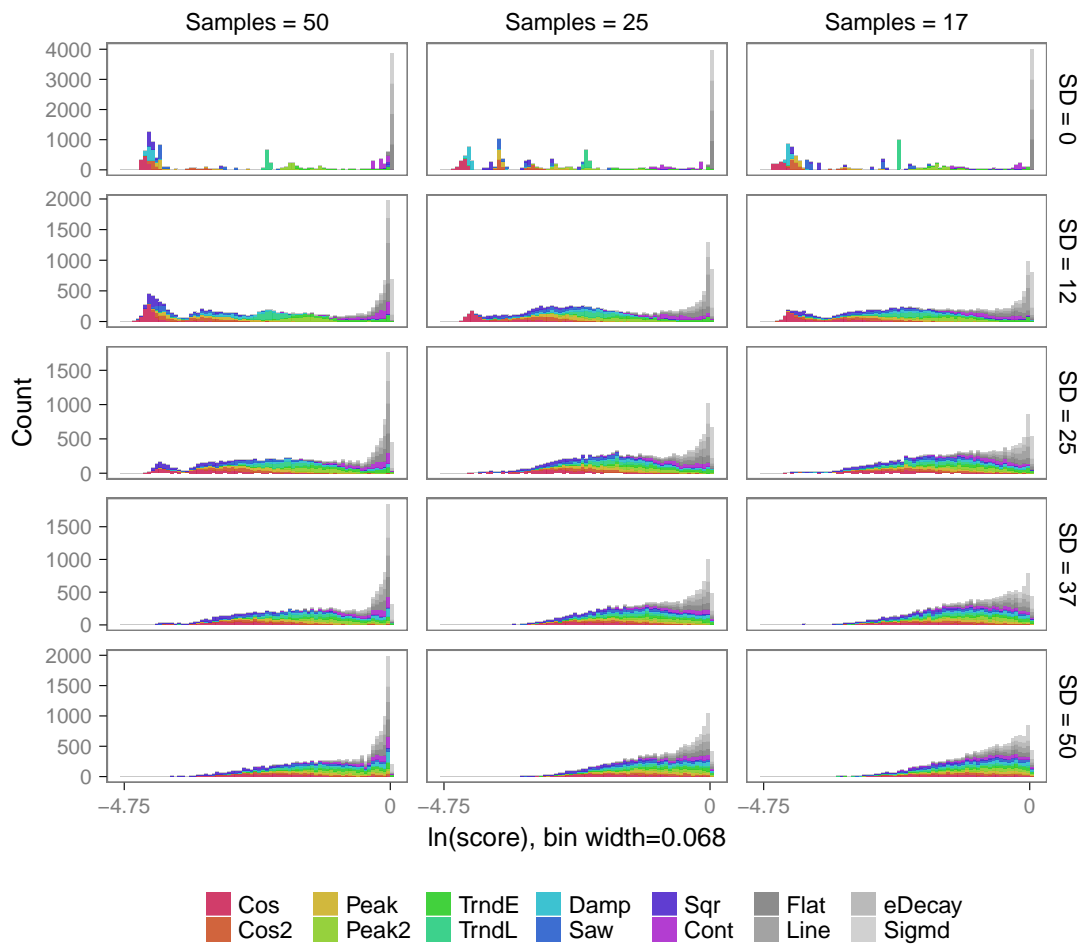 Samples = 50 Samples = 25 Samples = 17
4000
3000
2000
1000
0
SD = 0
2000
1500
1000
500
0
SD = 12
1500
1000
500
0
SD = 25
1500
1000
500
0
SD = 37
2000
1500
1000
500
0
SD = 50
Count
−4.75 0 −4.75 0 −4.75 0
ln(score), bin width=0.068
Cos Peak TrndE Damp Sqr Flat eDecay
Cos2 Peak2 TrndL Saw Cont Line Sigmd